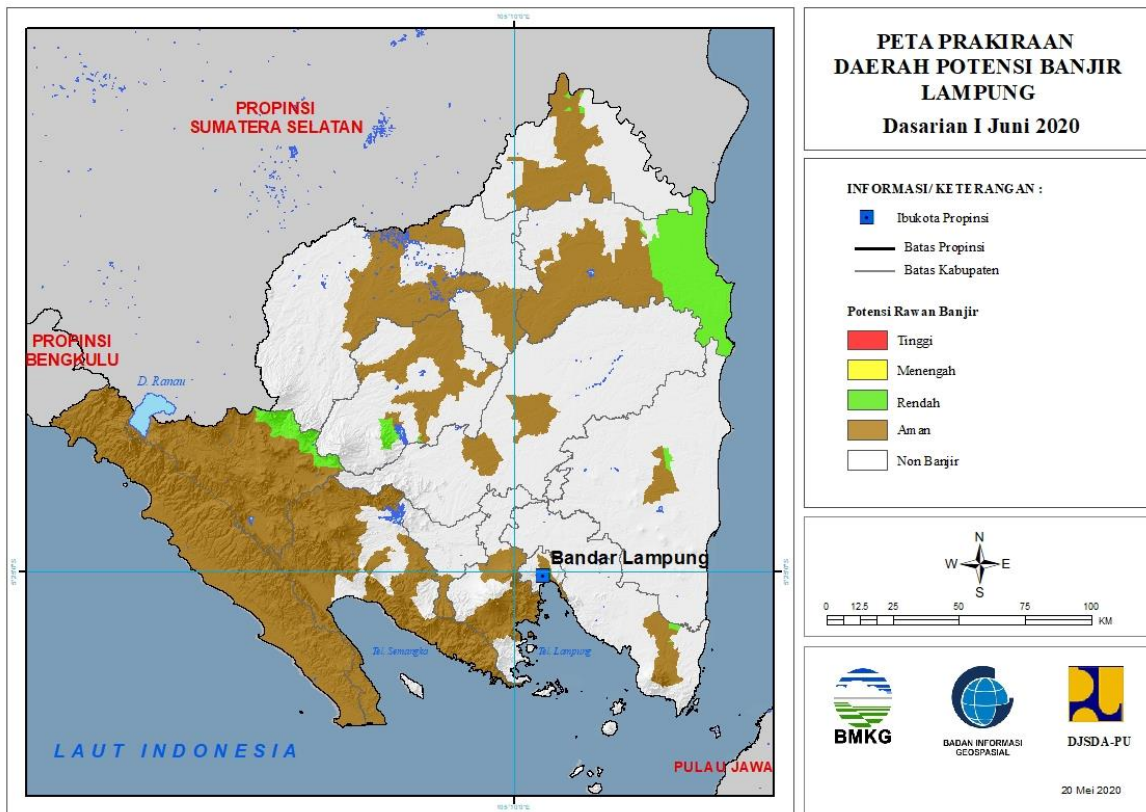 PROPINSI
SUMATERA SELATAN
PROPINSI
BENGKULU
D. Ranau
Bandar Lampung
Tel. Semangka
Tel. Lampung
LAUT INDONESIA
PULAU JAWA
PETA PRAKIRAAN
DAERAH POTENSI BANJIR
LAMPUNG
Dasarian I Juni 2020
INFORMASI/ KETERANGAN :
Ibukota Propinsi
Batas Propinsi
Batas Kabupaten
Potensi Rawan Banjir
Tinggi
Menengah
Rendah
Aman
Non Banjir
N
W E
S
0 12.5 25 50 75 100
KM
BMKG
BADAN INFORMASI
GEOSPASIAL
DJSDA-PU
20 Mei 2020